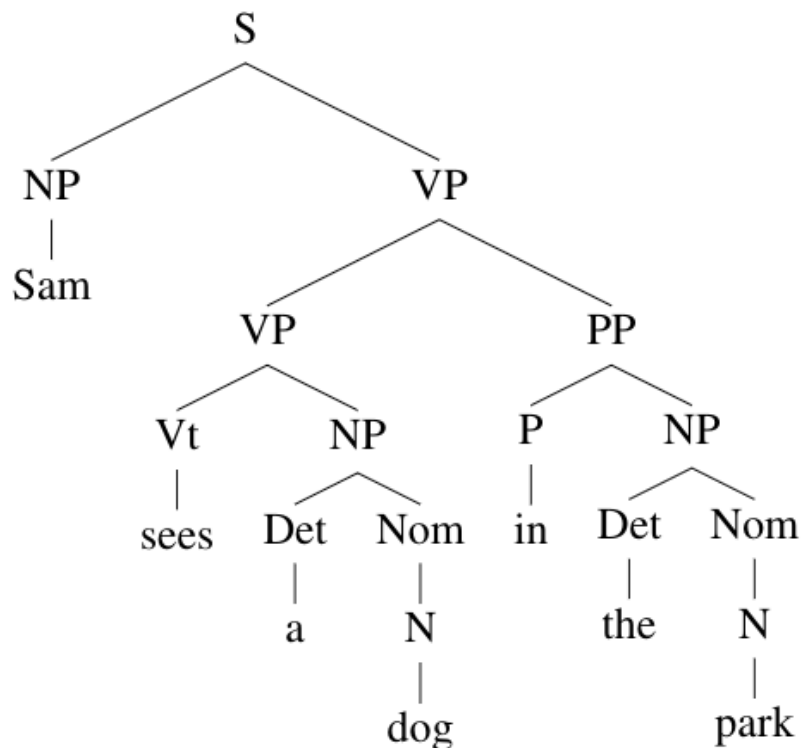 S
NP VP
Sam
VP PP
Vt NP P NP
sees Det Nom in Det Nom
a N the N
dog park